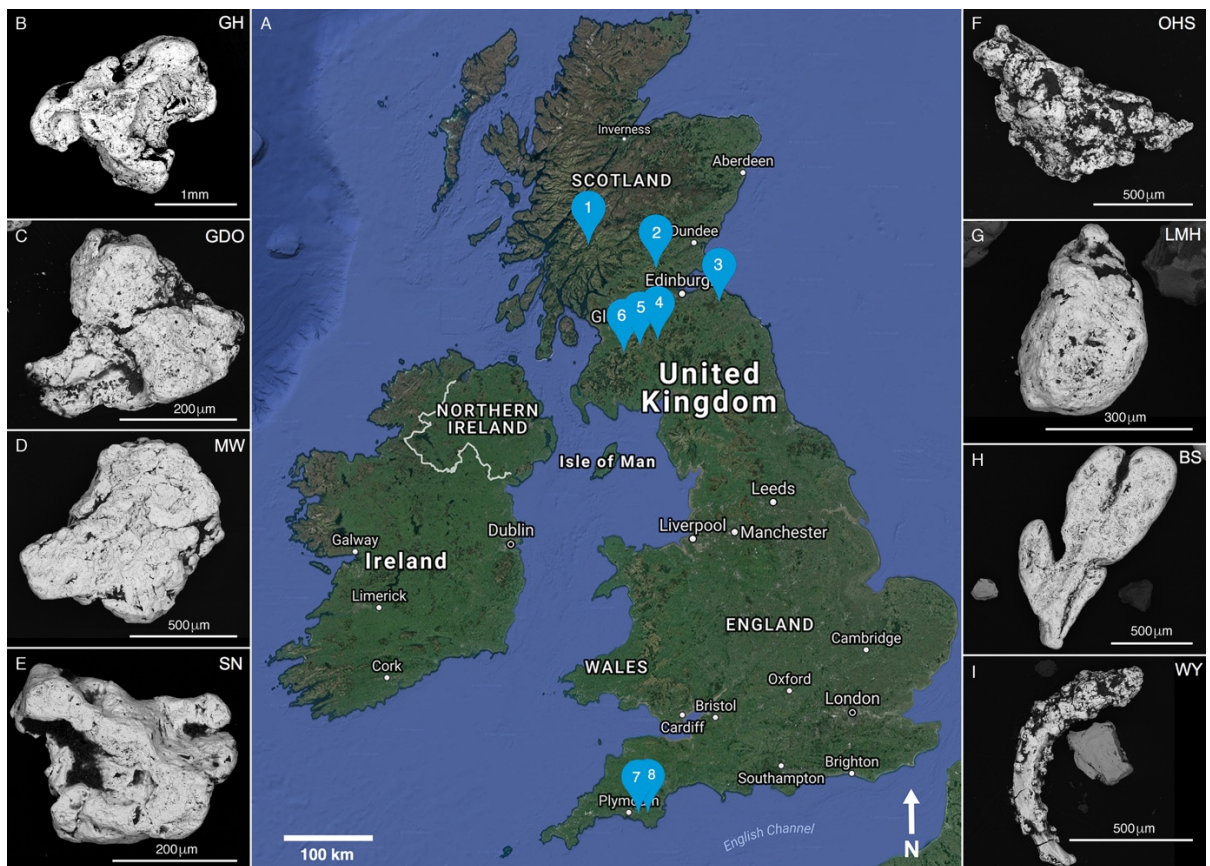 B GH
1mm
C GDO
200µm
D MW
500µm
E SN
200µm
A
Inverness
Aberdeen
SCOTLAND
1
2
Dundee
3
Edinburg
4
5
6
Gl
United
Kingdom
NORTHERN
IRELAND
Isle of Man
Leeds
Liverpool
Manchester
Dublin
Galway
Ireland
Limerick
ENGLAND
Cambridge
Cork
WALES
Oxford
London
Bristol
Cardiff
Southampton
Brighton
7
8
English Channel
100 km
N
F OHS
500µm
G LMH
300µm
H BS
500µm
I WY
500µm